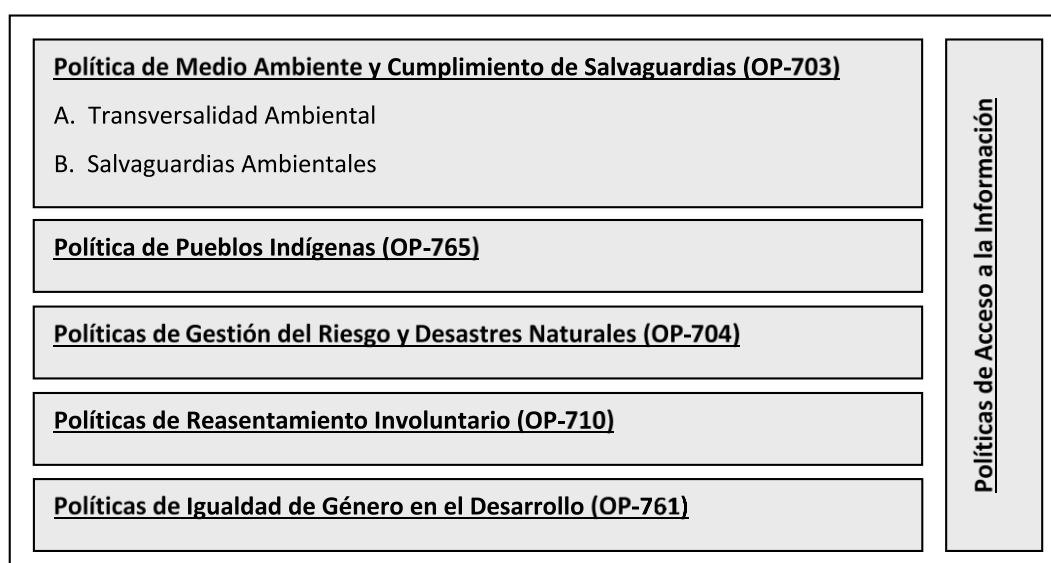 Política de Medio Ambiente y Cumplimiento de Salvaguardias (OP-703)
A. Transversalidad Ambiental
B. Salvaguardias Ambientales
Política de Pueblos Indígenas (OP-765)
Políticas de Gestión del Riesgo y Desastres Naturales (OP-704)
Políticas de Reasentamiento Involuntario (OP-710)
Políticas de Igualdad de Género en el Desarrollo (OP-761)
Políticas de Acceso a la Información